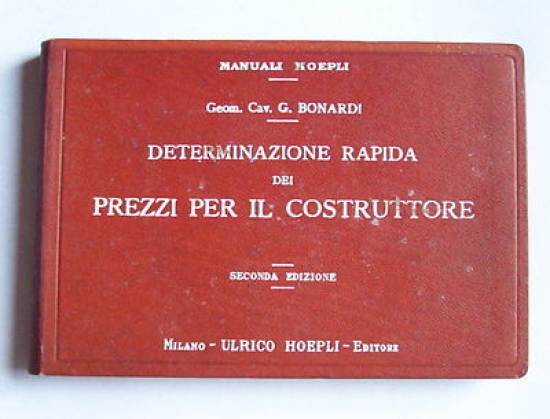 MANUALI HOEPLI
Geom. Cav. G. BONARDI
DETERMINAZIONE RAPIDA
DEI
PREZZI PER IL COSTRUTTORE
SECONDA EDIZIONE
MILANO - ULRICO HOEPLI - EDITORE